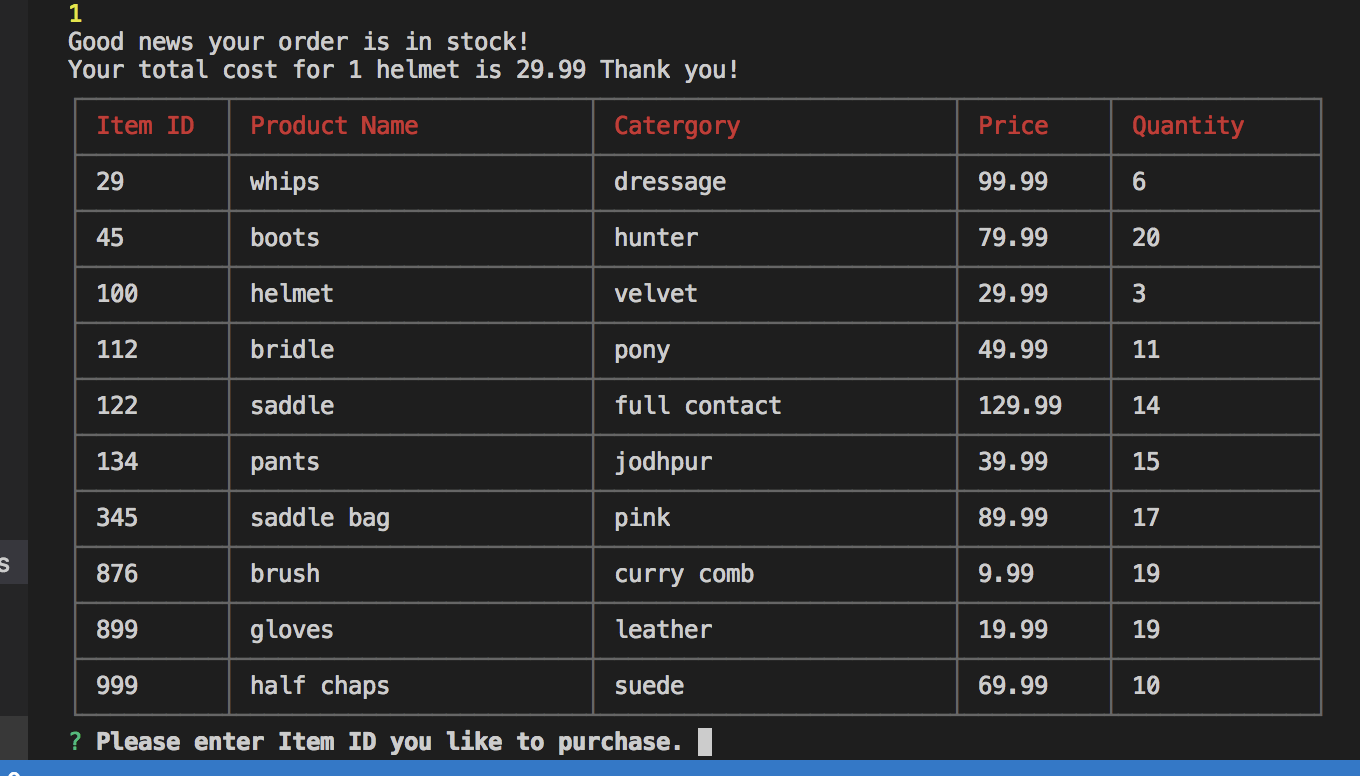 1
Good news your order is in stock!
Your total cost for 1 helmet is 29.99 Thank you!
Item ID Product Name Catergory Price Quantity
29 whips dressage 99.99 6
45 boots hunter 79.99 20
100 helmet velvet 29.99 3
112 bridle pony 49.99 11
122 saddle full contact 129.99 14
134 pants jodhpur 39.99 15
345 saddle bag pink 89.99 17
s
876 brush curry comb 9.99 19
899 gloves leather 19.99 19
999 half chaps suede 69.99 10
? Please enter Item ID you like to purchase.